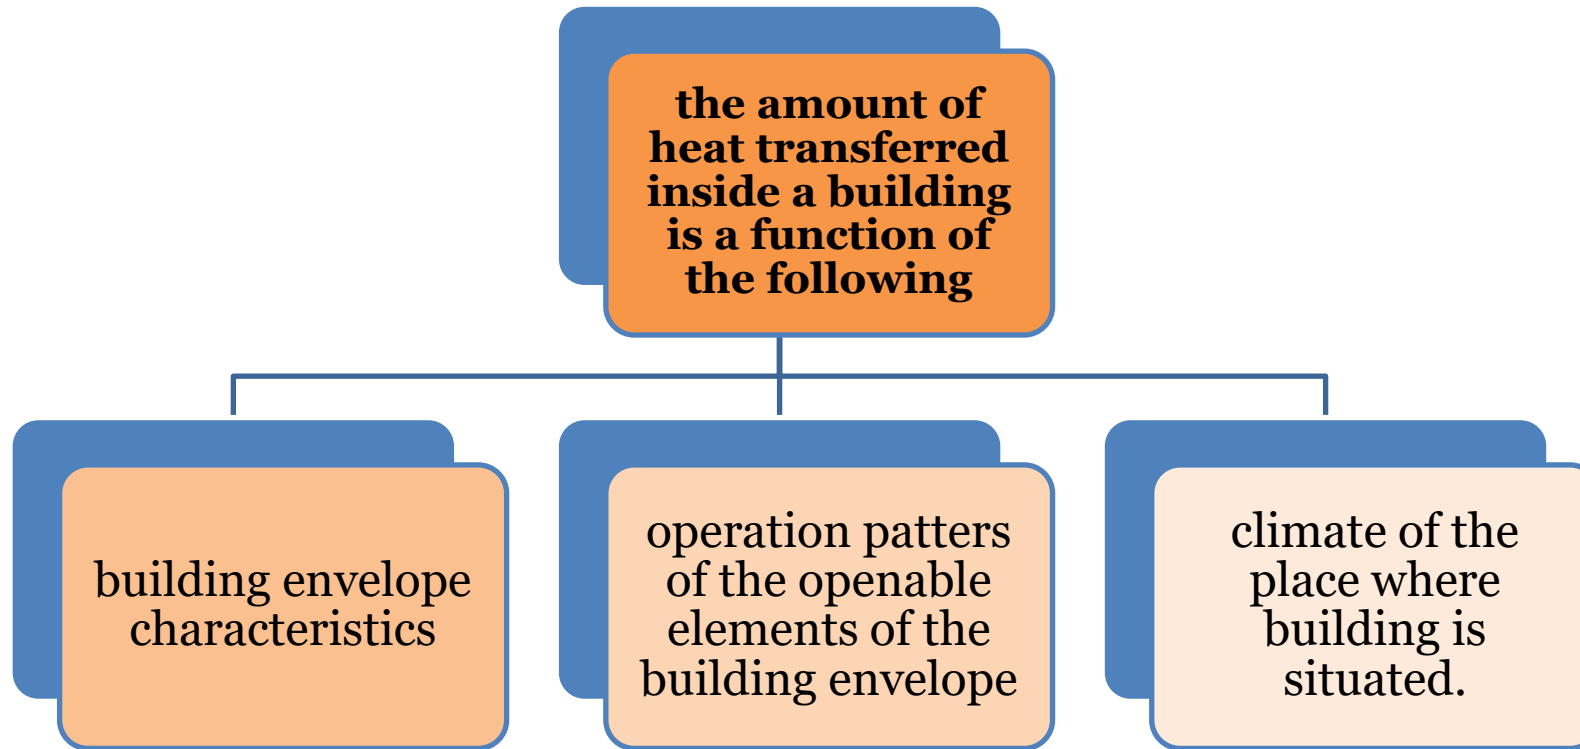 the amount of
heat transferred
inside a building
is a function of
the following
building envelope
characteristics
operation patters
of the openable
elements of the
building envelope
climate of the
place where
building is
situated.